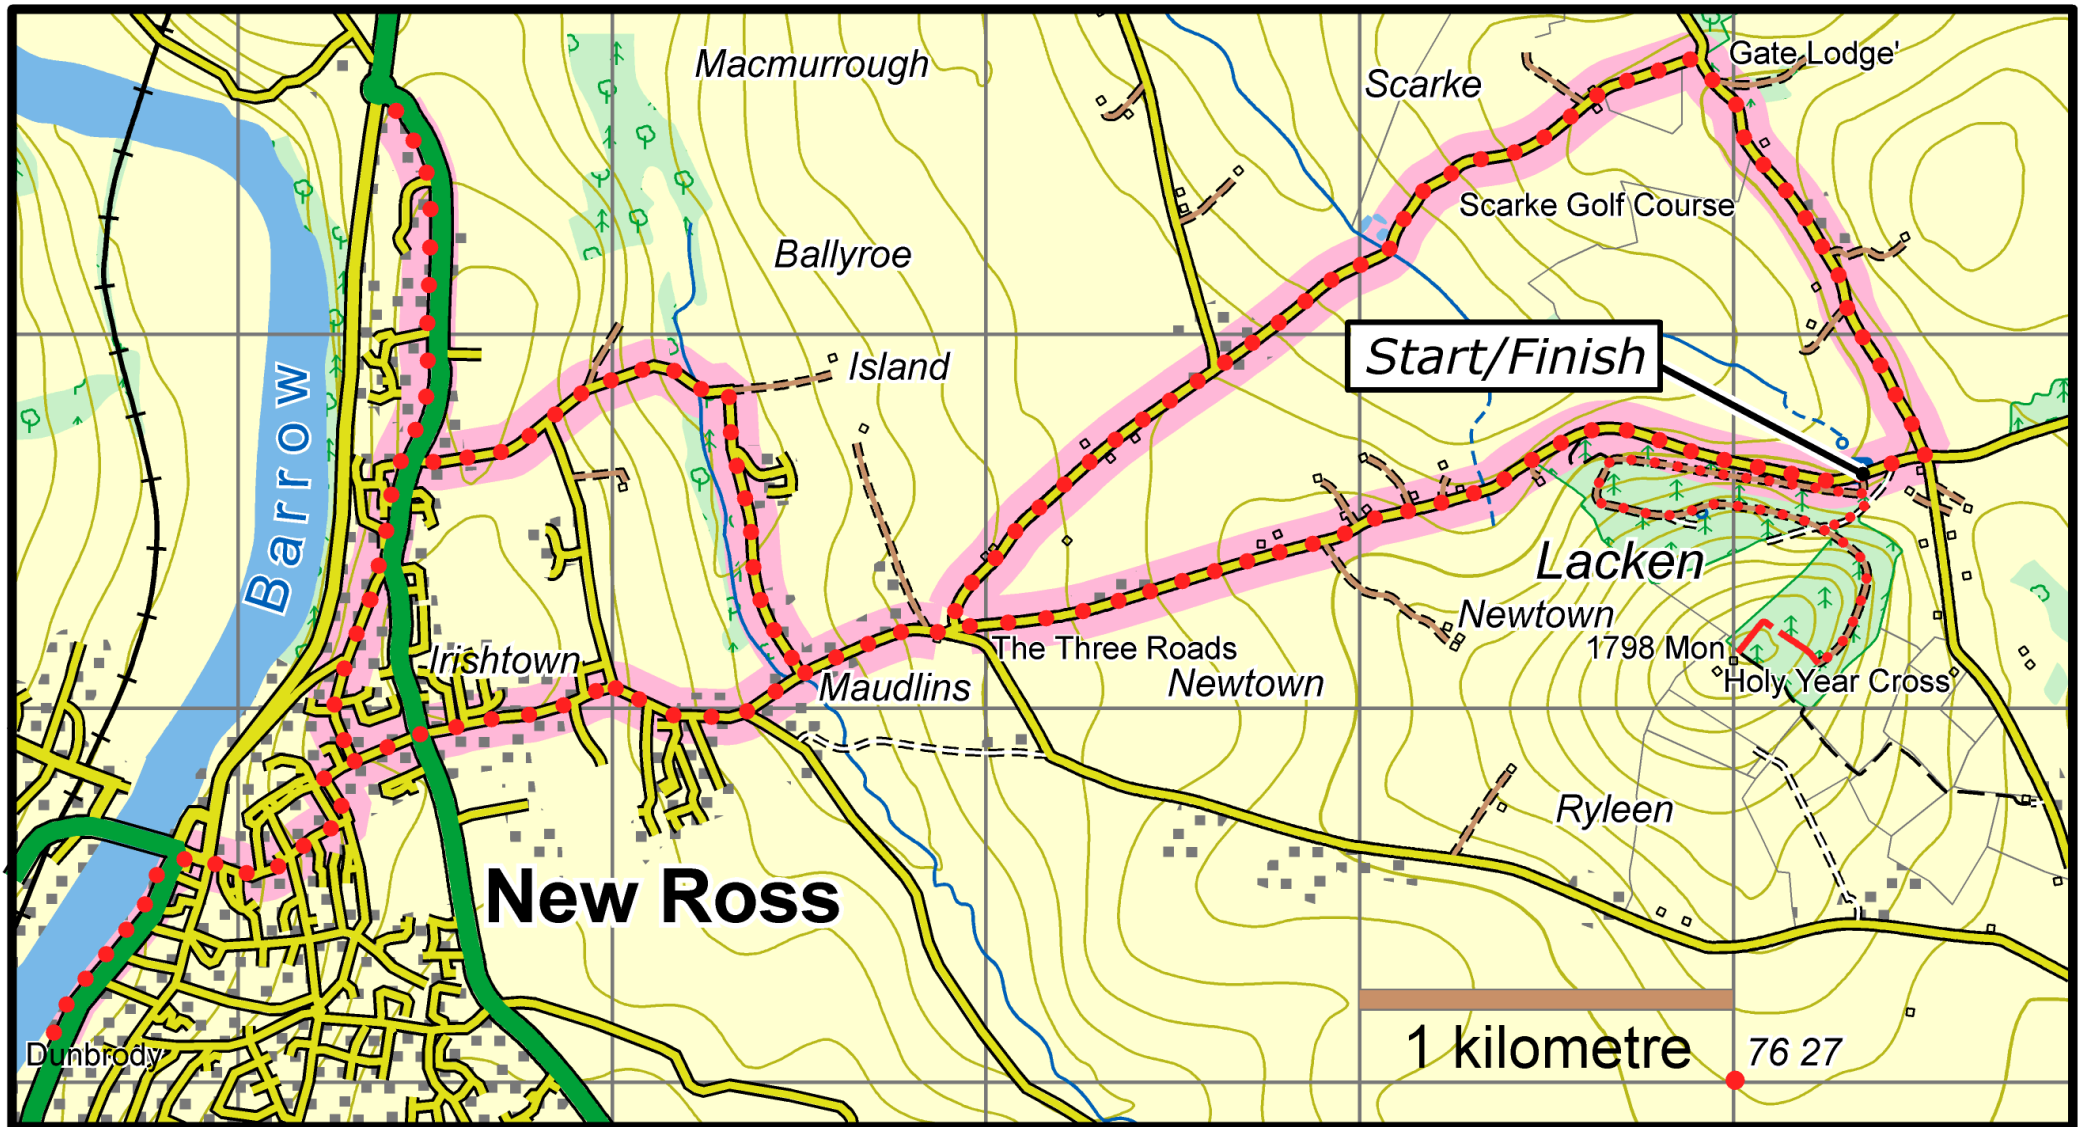 Macmurrough
Scarke
Gate Lodge'
Scarke Golf Course
Ballyroe
Start/Finish
Island
Barrow
Lacken
Newtown
1798 Mon
Holy Year Cross
The Three Roads
Irishtown
Maudlins
Newtown
Ryleen
New Ross
1 kilometre
76 27
Dunbrody